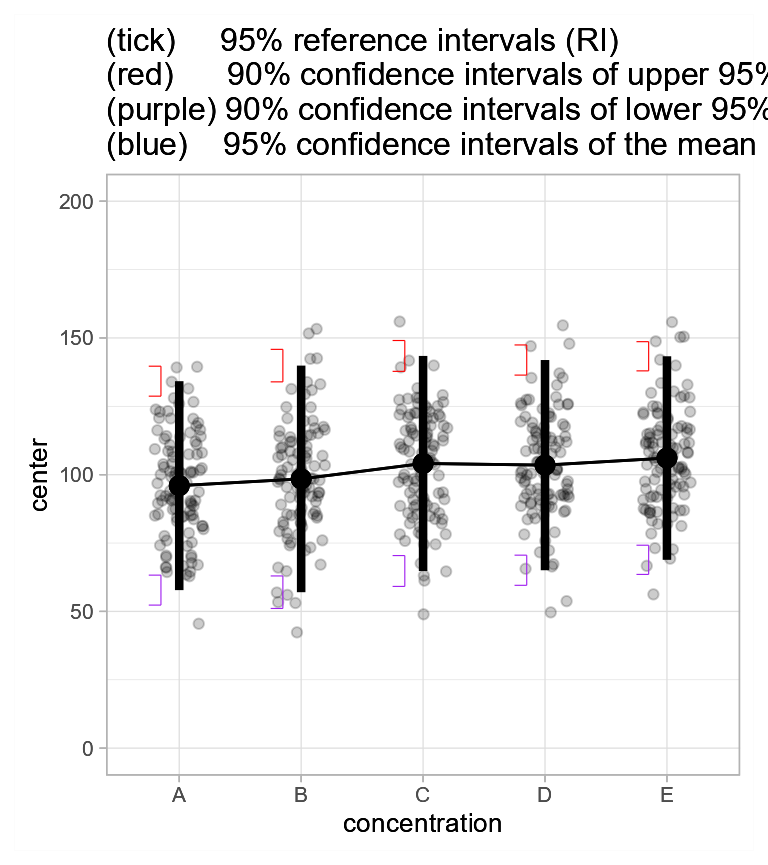 (tick) 95% reference intervals (RI)
(red) 90% confidence intervals of upper 95%
(purple) 90% confidence intervals of lower 95%
(blue) 95% confidence intervals of the mean
200
150
100
50
0
center
A B C D E
concentration